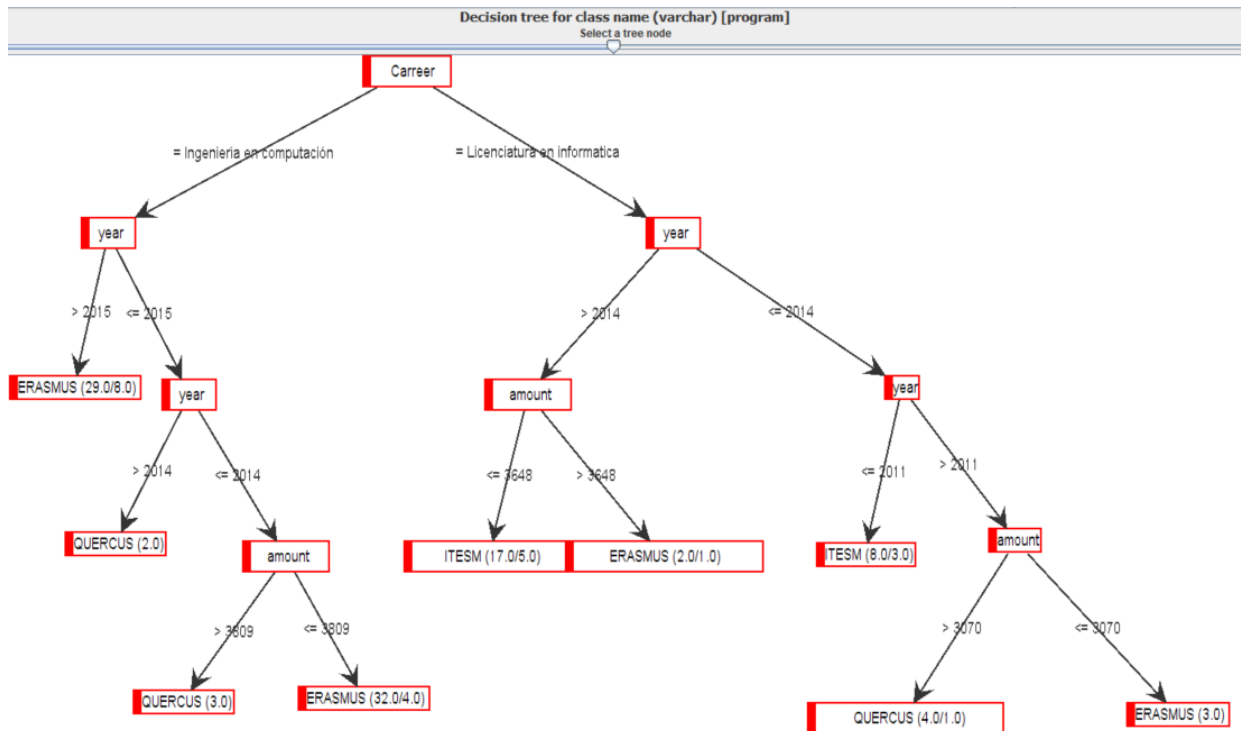 Decision tree for class name (varchar) [program]
Select a tree node
Carreer
= Ingenieria en computación
= Licenciatura en informatica
year
year
> 2015
<= 2015
> 2014
<= 2014
ERASMUS (29.0/8.0)
year
amount
year
> 2014
<= 2014
<= 3648
> 3648
<= 2011
> 2011
QUERCUS (2.0)
amount
ITESM (17.0/5.0)
ERASMUS (2.0/1.0)
ITESM (8.0/3.0)
amount
> 3809
<= 3809
> 3070
<= 3070
QUERCUS (3.0)
ERASMUS (32.0/4.0)
QUERCUS (4.0/1.0)
ERASMUS (3.0)